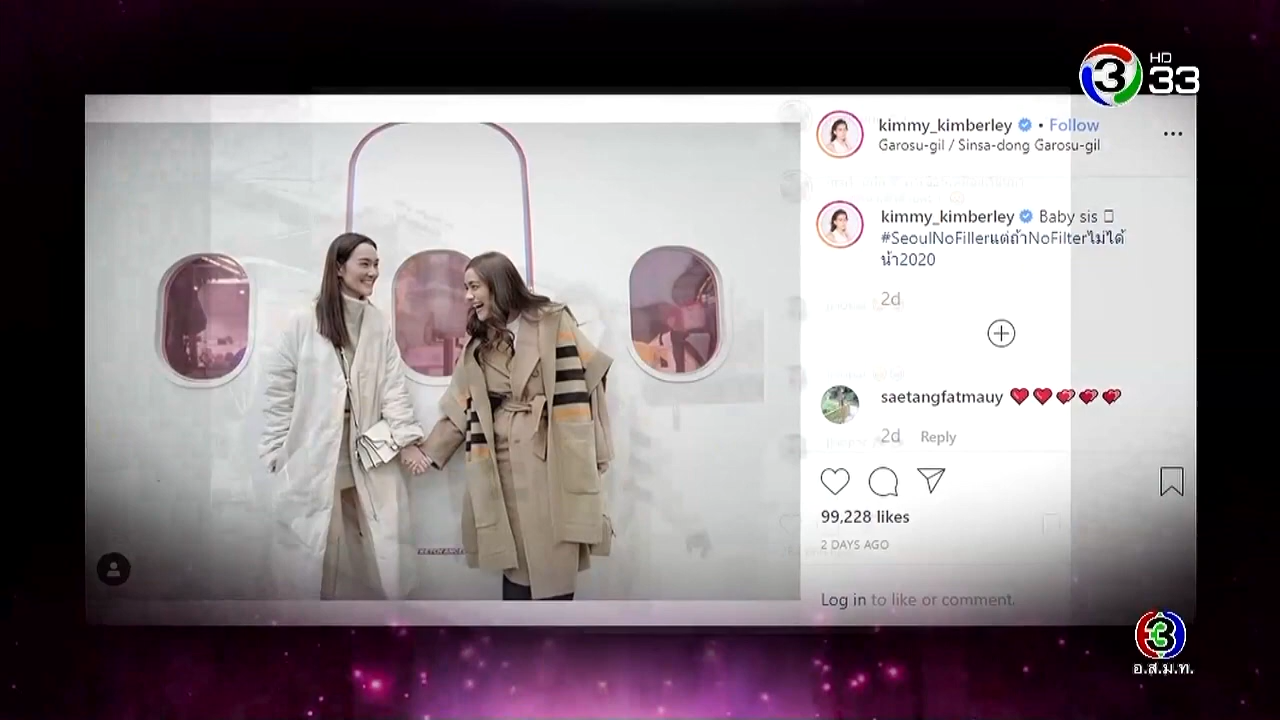 3 HD 33
kimmy_kimberley • Follow
Garosu-gil / Sinsa-dong Garosu-gil
kimmy_kimberley Baby sis
#SeoulNoFillerแต่ถ้าNoFilterไม่ได้
น้า2020
2d
saetangfatmauy
2d Reply
99,228 likes
2 DAYS AGO
Log in to like or comment.
3
อ.ส.ม.ท.